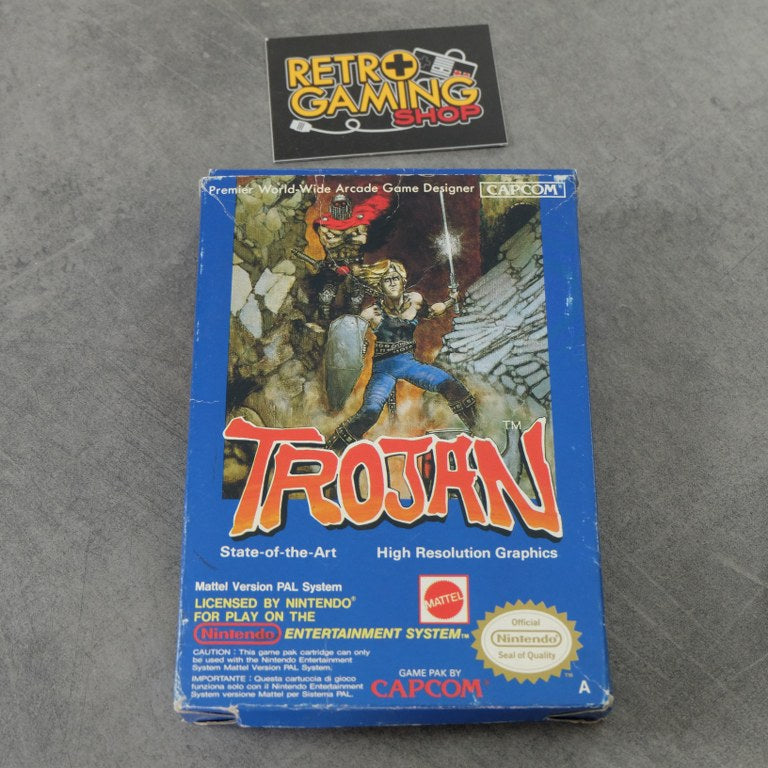 RETRO
GAMING
SHOP
Premier World-Wide Arcade Game Designer CAPCOM
TROJAN™
State-of-the-Art High Resolution Graphics
Mattel Version PAL System
LICENSED BY NINTENDO®
FOR PLAY ON THE
Nintendo ENTERTAINMENT SYSTEM™
CAUTION : This game pak cartridge can only
be used with the Nintendo Entertainment
System Mattel Version PAL System.
IMPORTANTE : Questa cartuccia di gioco
funziona solo con il Nintendo Entertainment
System versione Mattel per Sistema PAL.
MATTEL
GAME PAK BY
CAPCOM®
Official
Nintendo®
Seal of Quality
™
A